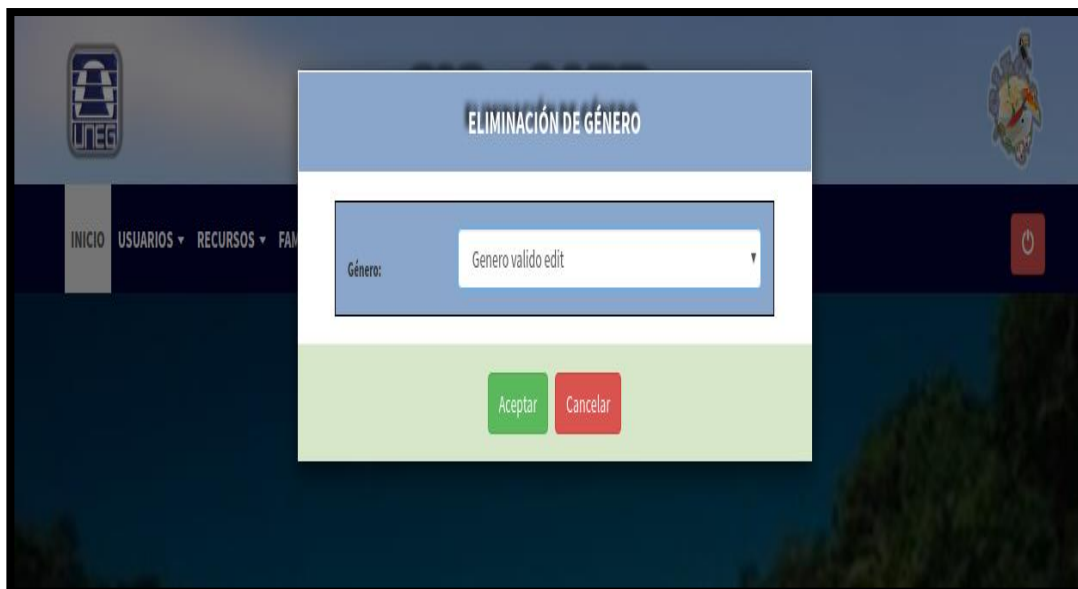 UNEG
ELIMINACIÓN DE GÉNERO
INICIO USUARIOS RECURSOS
Género:
Genero valido edit
Aceptar Cancelar